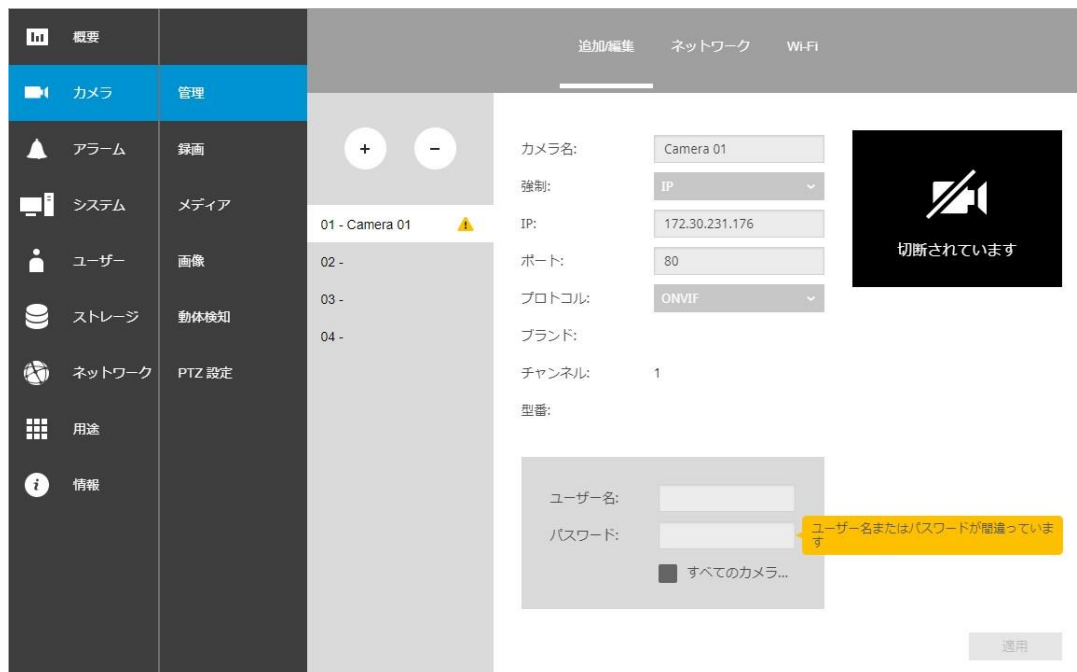 概要
カメラ
アラーム
システム
ユーザー
ストレージ
ネットワーク
用途
情報
管理
録画
メディア
画像
動体検知
PTZ 設定
追加/編集 ネットワーク Wi-Fi
+ −
01 - Camera 01
02 -
03 -
04 -
カメラ名: Camera 01
強制: IP
IP: 172.30.231.176
ポート: 80
プロトコル: ONVIF
ブランド:
チャンネル: 1
型番:
切断されています
ユーザー名:
パスワード:
ユーザー名またはパスワードが間違っていま
す
すべてのカメラ...
適用